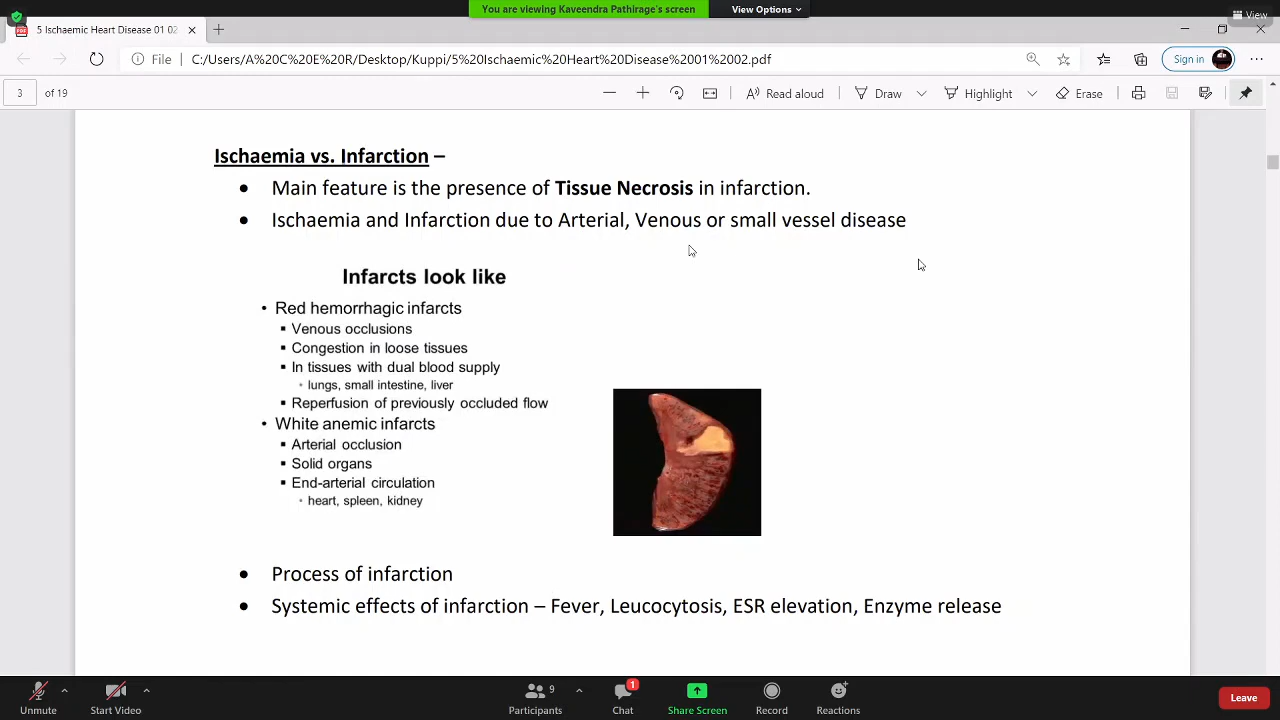 You are viewing Kaveendra Pathirage's screen
View Options
View
5 Ischaemic Heart Disease 01 02
File
C:/Users/A%20C%20E%20R/Desktop/Kuppi/5%20Ischaemic%20Heart%20Disease%2001%2002.pdf
Sign in
3
of 19
Read aloud
Draw
Highlight
Erase
Ischaemia vs. Infarction –
• Main feature is the presence of Tissue Necrosis in infarction.
• Ischaemia and Infarction due to Arterial, Venous or small vessel disease
Infarcts look like
• Red hemorrhagic infarcts
▪ Venous occlusions
▪ Congestion in loose tissues
▪ In tissues with dual blood supply
• lungs, small intestine, liver
▪ Reperfusion of previously occluded flow
• White anemic infarcts
▪ Arterial occlusion
▪ Solid organs
▪ End-arterial circulation
• heart, spleen, kidney
• Process of infarction
• Systemic effects of infarction – Fever, Leucocytosis, ESR elevation, Enzyme release
Unmute
Start Video
9
Participants
1
Chat
Share Screen
Record
Reactions
Leave